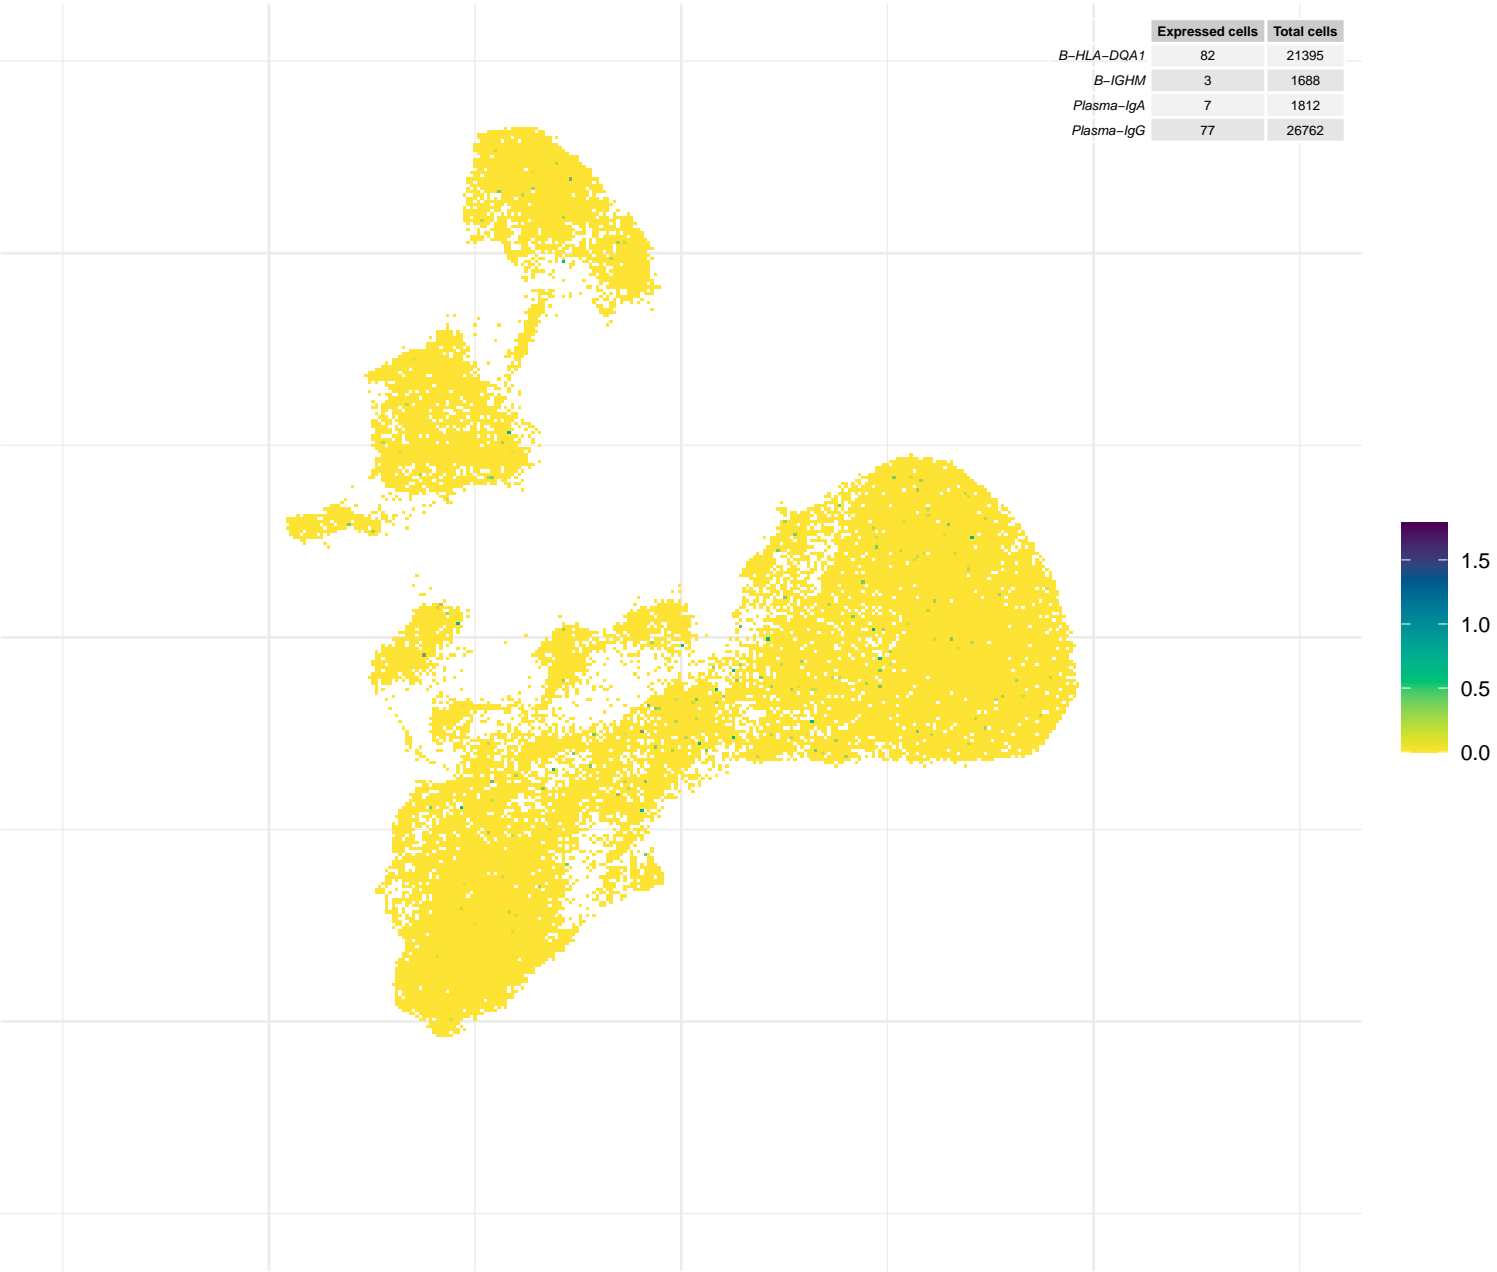 Expressed cells Total cells
B−HLA−DQA1 82 21395
B−IGHM 3 1688
Plasma−IgA 7 1812
Plasma−IgG 77 26762
1.5
1.0
0.5
0.0